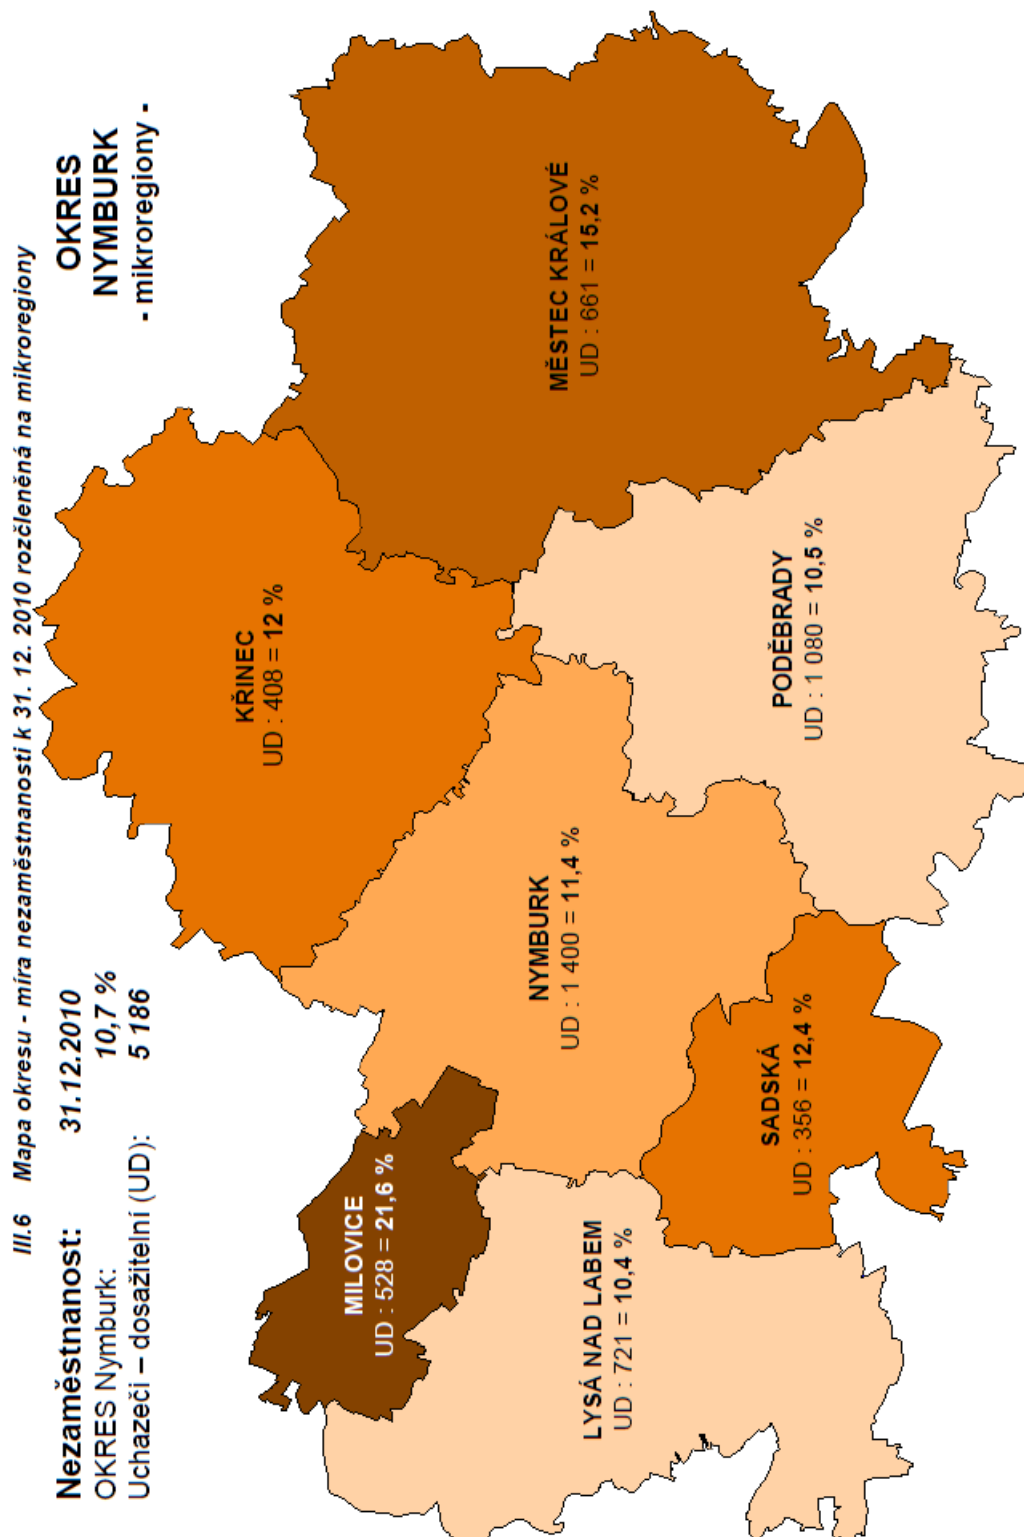 III.6 Mapa okresu - míra nezaměstnanosti k 31. 12. 2010 rozčleněná na mikroregiony
Nezaměstnanost: 31.12.2010
OKRES Nymburk: 10,7 %
Uchazeči – dosažitelní (UD): 5 186
OKRES
NYMBURK
- mikroregiony -
KŘINEC
UD : 408 = 12 %
MILOVICE
UD : 528 = 21,6 %
MĚSTEC KRÁLOVÉ
UD : 661 = 15,2 %
NYMBURK
UD : 1 400 = 11,4 %
LYSÁ NAD LABEM
UD : 721 = 10,4 %
PODĚBRADY
UD : 1 080 = 10,5 %
SADSKÁ
UD : 356 = 12,4 %